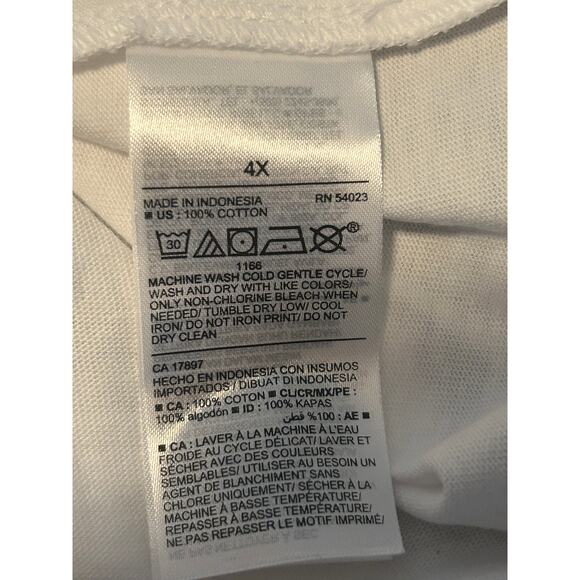 4X
MADE IN INDONESIA RN 54023
■ US : 100% COTTON
30 ®
1166
MACHINE WASH COLD GENTLE CYCLE/
WASH AND DRY WITH LIKE COLORS/
ONLY NON-CHLORINE BLEACH WHEN
NEEDED/ TUMBLE DRY LOW/ COOL
IRON/ DO NOT IRON PRINT/ DO NOT
DRY CLEAN
CA 17897
HECHO EN INDONESIA CON INSUMOS
IMPORTADOS / DIBUAT DI INDONESIA
■ CA : 100% COTON ■ CL/CR/MX/PE :
100% algodón ■ ID : 100% KAPAS
■ AE : 100% قطن
■ CA : LAVER À LA MACHINE À L'EAU
FROIDE AU CYCLE DÉLICAT/ LAVER ET
SÉCHER AVEC DES COULEURS
SEMBLABLES/ UTILISER AU BESOIN UN
AGENT DE BLANCHIMENT SANS
CHLORE UNIQUEMENT/ SÉCHER À LA
MACHINE À BASSE TEMPÉRATURE/
REPASSER À BASSE TEMPÉRATURE/
NE PAS REPASSER LE MOTIF IMPRIMÉ/
NE PAS NETTOYER À SEC